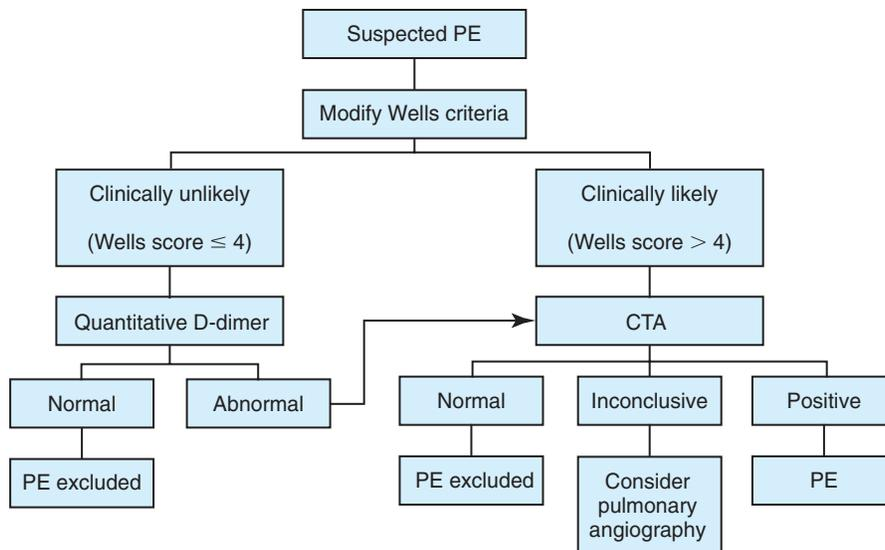 Suspected PE
Modify Wells criteria
Clinically unlikely
(Wells score ≤ 4)
Clinically likely
(Wells score > 4)
Quantitative D-dimer
CTA
Normal
Abnormal
Normal
Inconclusive
Positive
PE excluded
PE excluded
Consider
pulmonary
angiography
PE